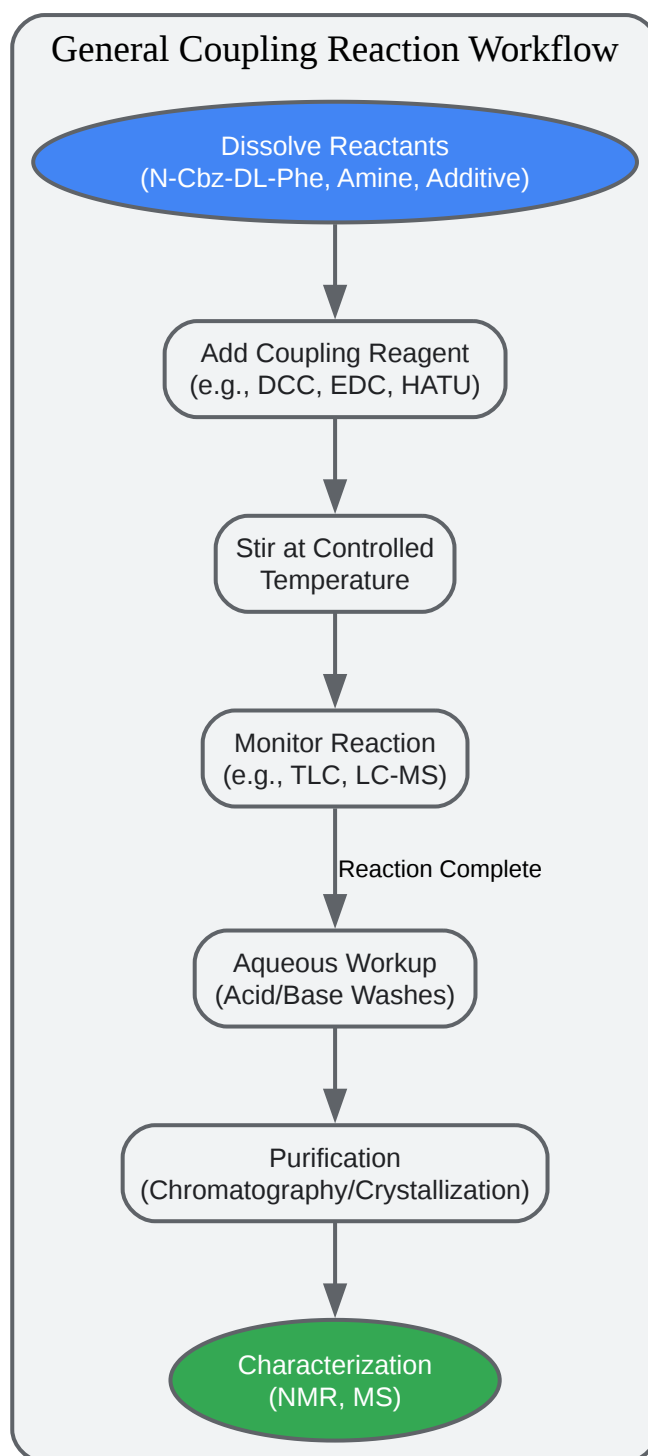 General Coupling Reaction Workflow
Dissolve Reactants
(N-Cbz-DL-Phe, Amine, Additive)
Add Coupling Reagent
(e.g., DCC, EDC, HATU)
Stir at Controlled
Temperature
Monitor Reaction
(e.g., TLC, LC-MS)
Reaction Complete
Aqueous Workup
(Acid/Base Washes)
Purification
(Chromatography/Crystallization)
Characterization
(NMR, MS)